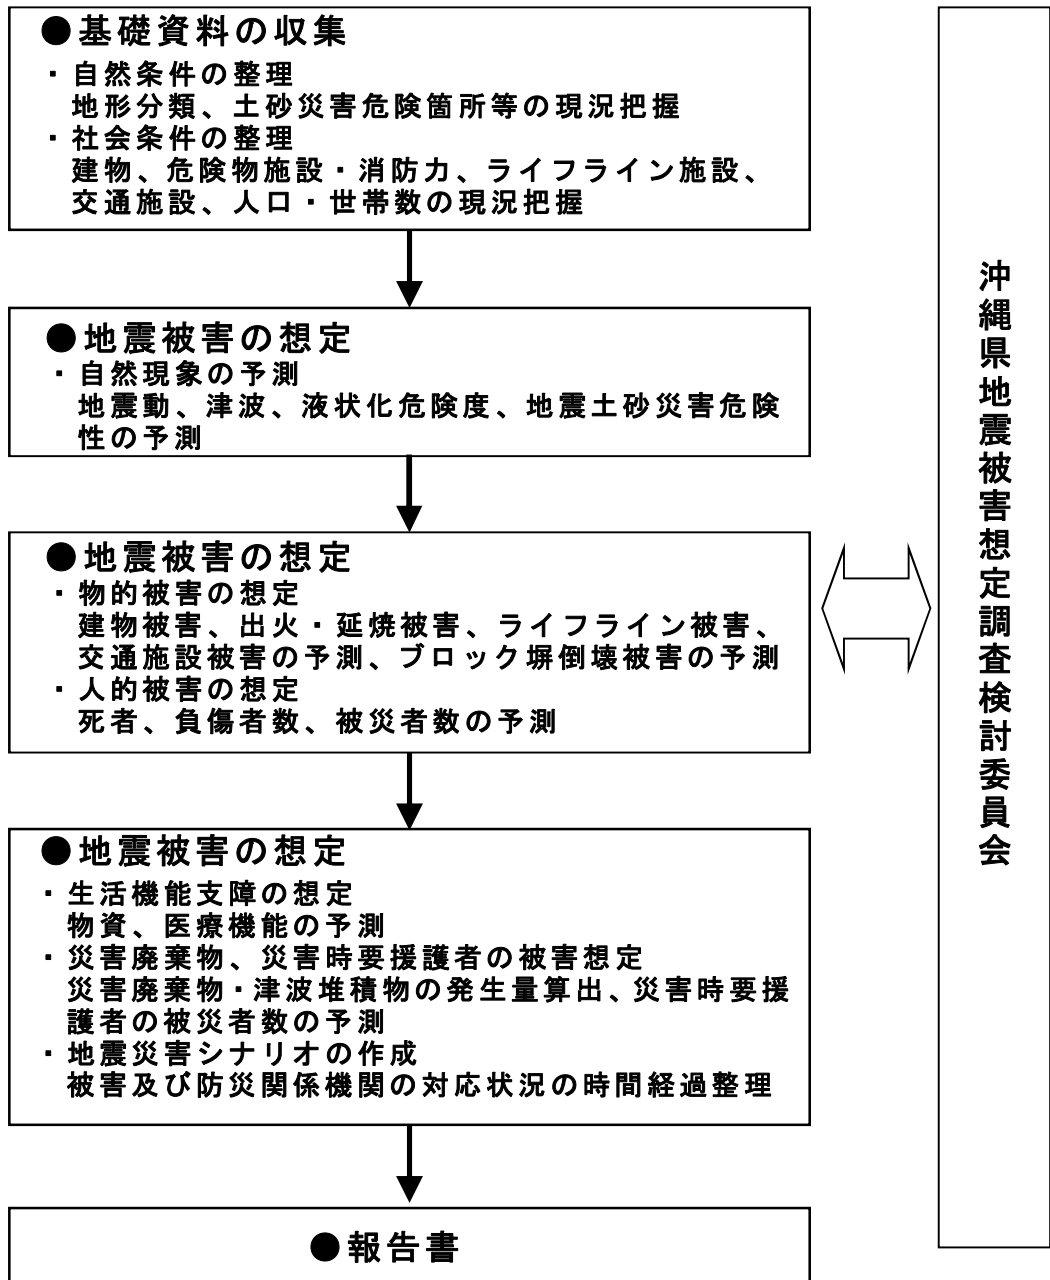 ●基礎資料の収集
・自然条件の整理
地形分類、土砂災害危険箇所等の現況把握
・社会条件の整理
建物、危険物施設・消防力、ライフライン施設、
交通施設、人口・世帯数の現況把握
●地震被害の想定
・自然現象の予測
地震動、津波、液状化危険度、地震土砂災害危険
性の予測
●地震被害の想定
・物的被害の想定
建物被害、出火・延焼被害、ライフライン被害、
交通施設被害の予測、ブロック塀倒壊被害の予測
・人的被害の想定
死者、負傷者数、被災者数の予測
●地震被害の想定
・生活機能支障の想定
物資、医療機能の予測
・災害廃棄物、災害時要援護者の被害想定
災害廃棄物・津波堆積物の発生量算出、災害時要援
護者の被災者数の予測
・地震災害シナリオの作成
被害及び防災関係機関の対応状況の時間経過整理
●報告書
沖縄県地震被害想定調査検討委員会